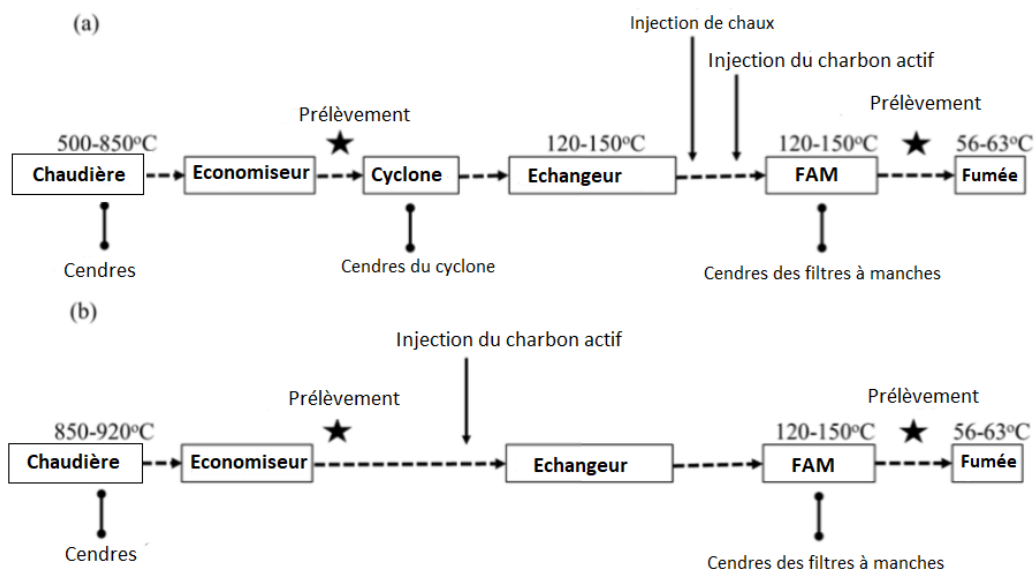 (a)
Injection de chaux
Injection du charbon actif
Prélèvement
Prélèvement
500-850°C
120-150°C
120-150°C
56-63°C
Chaudière
Economiseur
Cyclone
Echangeur
FAM
Fumée
Cendres
Cendres du cyclone
Cendres des filtres à manches
(b)
Injection du charbon actif
Prélèvement
Prélèvement
850-920°C
120-150°C
56-63°C
Chaudière
Economiseur
Echangeur
FAM
Fumée
Cendres
Cendres des filtres à manches